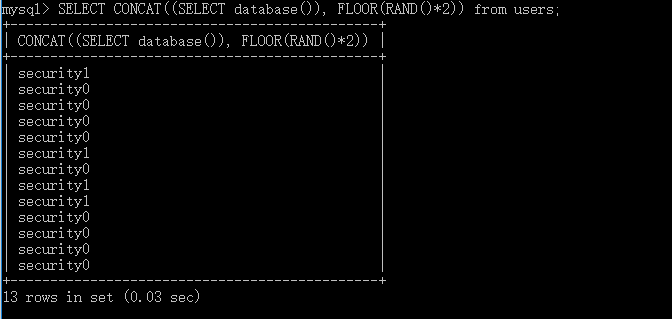 mysql> SELECT CONCAT((SELECT database()), FLOOR(RAND()*2)) from users;
+----------------------------------------------+
| CONCAT((SELECT database()), FLOOR(RAND()*2)) |
+----------------------------------------------+
| security1                                    |
| security0                                    |
| security0                                    |
| security0                                    |
| security0                                    |
| security1                                    |
| security0                                    |
| security1                                    |
| security1                                    |
| security0                                    |
| security0                                    |
| security0                                    |
| security0                                    |
+----------------------------------------------+
13 rows in set (0.03 sec)